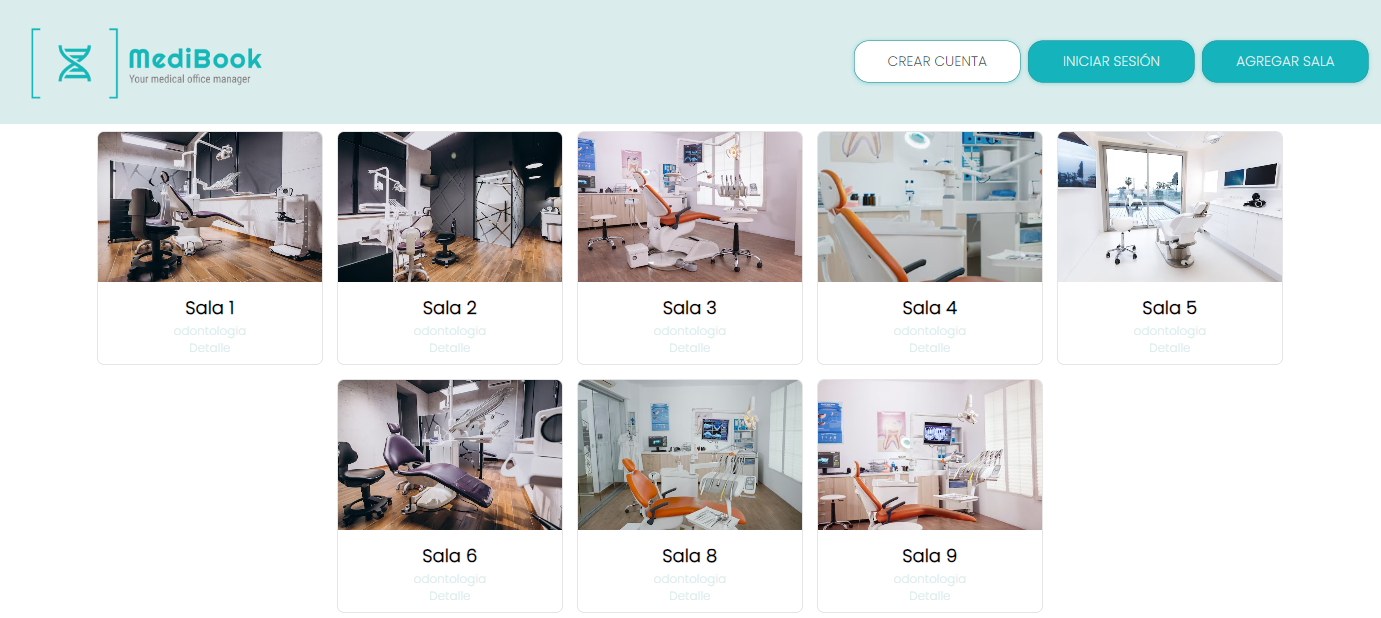 MediBook
Your medical office manager
CREAR CUENTA
INICIAR SESIÓN
AGREGAR SALA
Sala 1
odontologia
Detalle
Sala 2
odontologia
Detalle
Sala 3
odontologia
Detalle
Sala 4
odontologia
Detalle
Sala 5
odontologia
Detalle
Sala 6
odontologia
Detalle
Sala 8
odontologia
Detalle
Sala 9
odontologia
Detalle